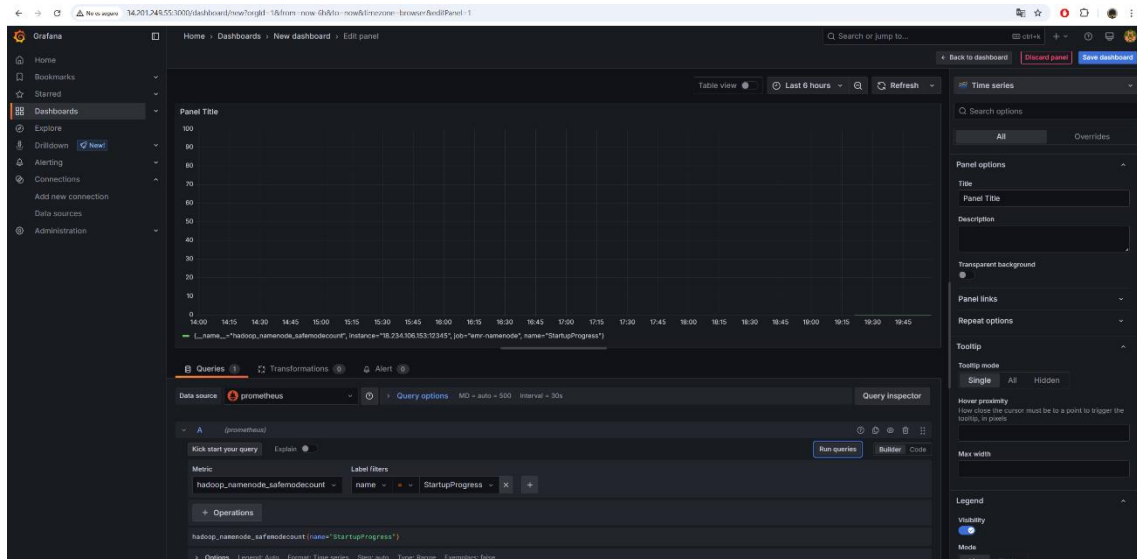 No es seguro 34.201.249.55:3000/dashboard/new?orgId=1&from=now-6h&to=now&timezone=browser&editPanel=1
Grafana
Home › Dashboards › New dashboard › Edit panel
Search or jump to...
ctrl+k
Back to dashboard
Discard panel
Save dashboard
Home
Bookmarks
Starred
Dashboards
Explore
Drilldown
New!
Alerting
Connections
Add new connection
Data sources
Administration
Table view
Last 6 hours
Refresh
Panel Title
100
90
80
70
60
50
40
30
20
10
0
14:00 14:15 14:30 14:45 15:00 15:15 15:30 15:45 16:00 16:15 16:30 16:45 17:00 17:15 17:30 17:45 18:00 18:15 18:30 18:45 19:00 19:15 19:30 19:45
{__name__="hadoop_namenode_safemodecount", instance="18.234.106.153:12345", job="emr-namenode", name="StartupProgress"}
Queries 1
Transformations 0
Alert 0
Data source
prometheus
Query options
MD = auto = 500
Interval = 30s
Query inspector
A (prometheus)
Kick start your query
Explain
Run queries
Builder
Code
Metric
Label filters
hadoop_namenode_safemodecount
name
=
StartupProgress
+ Operations
hadoop_namenode_safemodecount{name="StartupProgress"}
Options Legend: Auto Format: Time series Step: auto Type: Range Exemplars: false
Time series
Search options
All
Overrides
Panel options
Title
Panel Title
Description
Transparent background
Panel links
Repeat options
Tooltip
Tooltip mode
Single
All
Hidden
Hover proximity
How close the cursor must be to a point to trigger the
tooltip, in pixels
Max width
Legend
Visibility
Mode